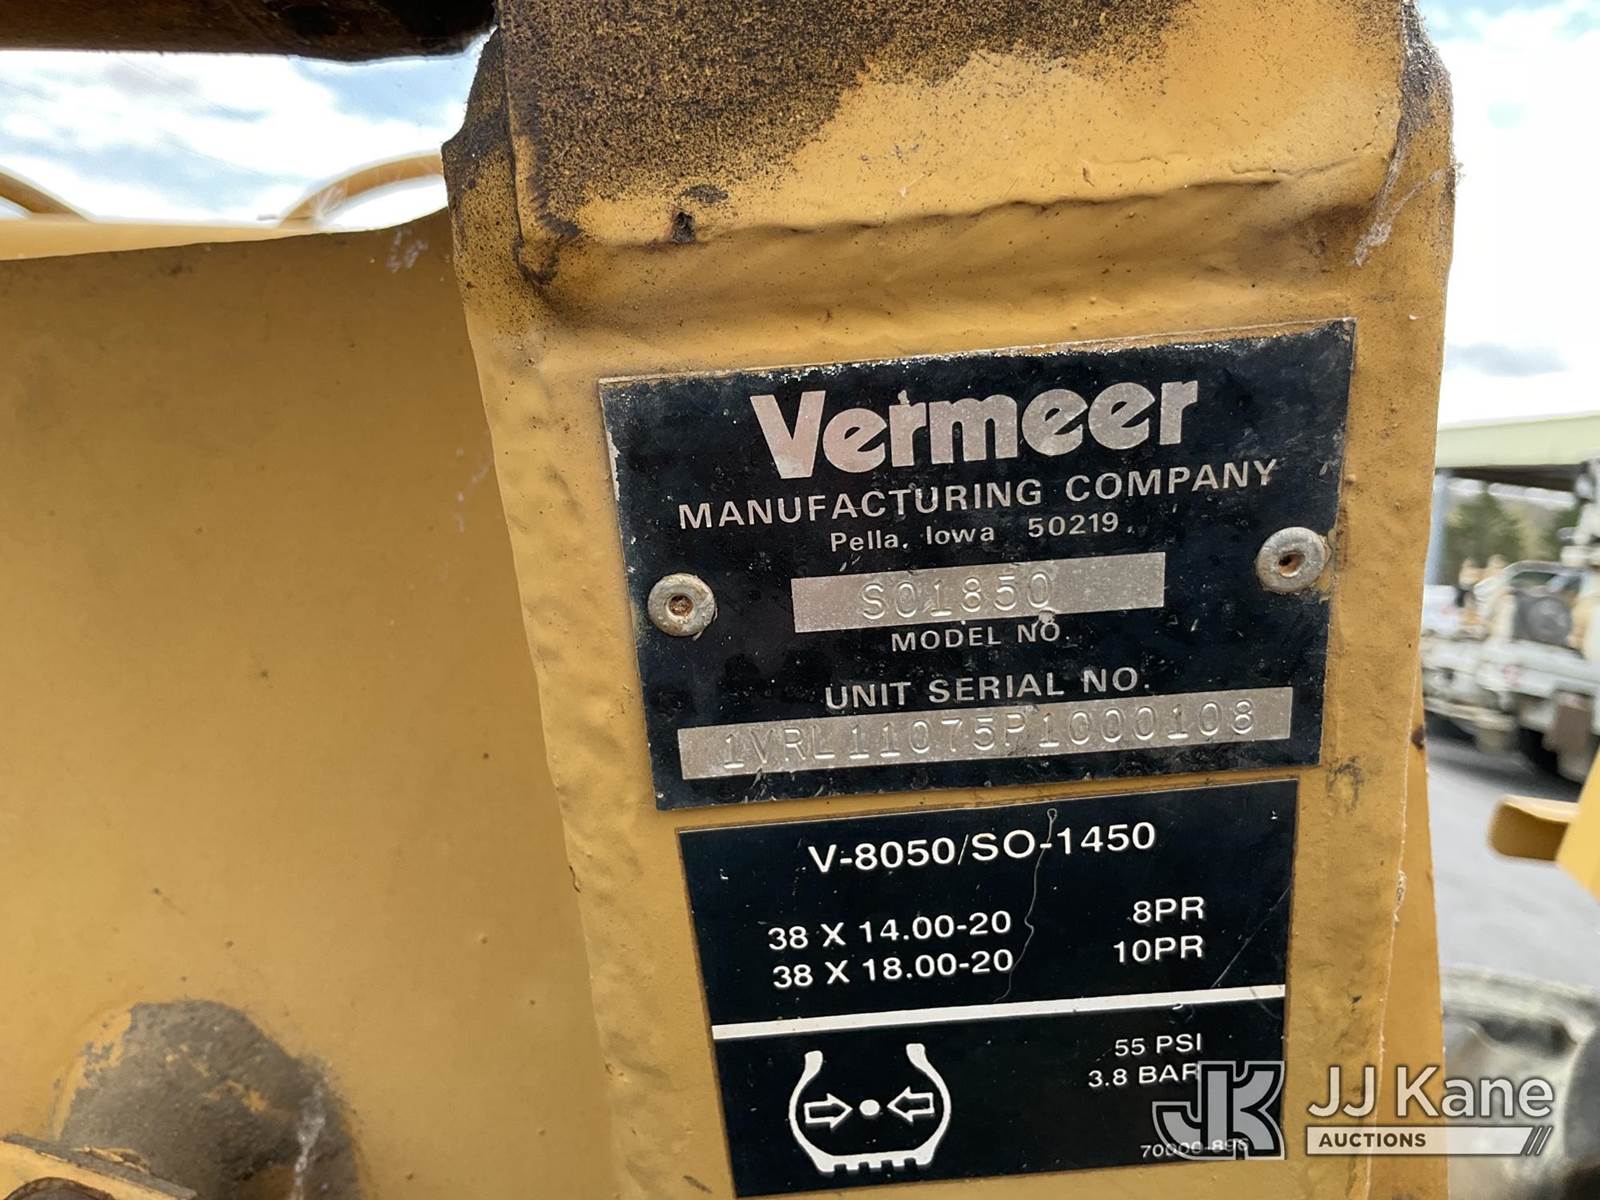 Vermeer
MANUFACTURING COMPANY
Pella, Iowa 50219
SO1850
MODEL NO.
UNIT SERIAL NO.
1VRL11075P1000108
V-8050/SO-1450
38 X 14.00-20 8PR
38 X 18.00-20 10PR
55 PSI
3.8 BAR
JJ Kane
AUCTIONS